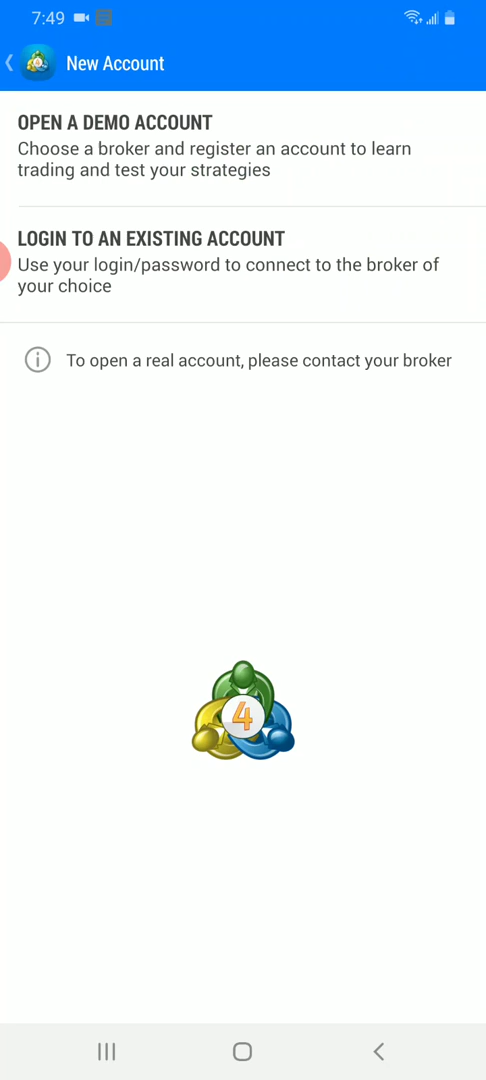 7:49
New Account
OPEN A DEMO ACCOUNT
Choose a broker and register an account to learn
trading and test your strategies
LOGIN TO AN EXISTING ACCOUNT
Use your login/password to connect to the broker of
your choice
To open a real account, please contact your broker
4